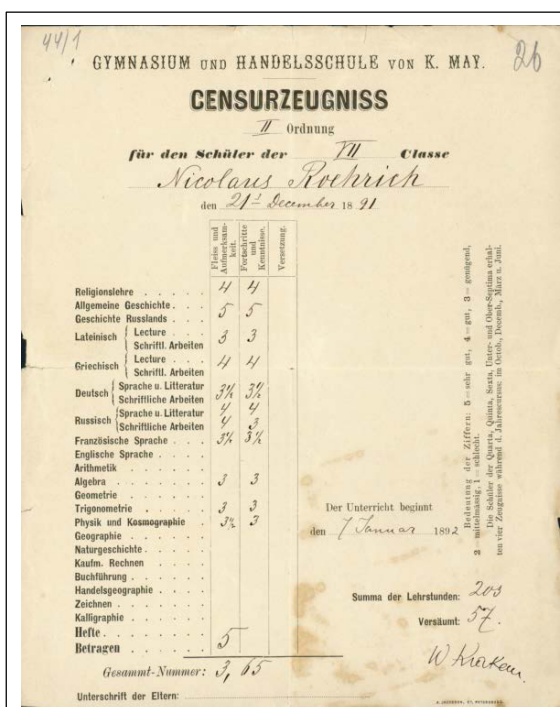 44/1
26
GYMNASIUM UND HANDELSSCHULE VON K. MAY.
CENSURZEUGNISS
II Ordnung
für den Schüler der VII Classe
Nicolaus Roehrich
den 21. December 1891
Fleiss und Aufmerksamkeit.
Fortschritte und Kenntnisse.
Versetzung.
Religionslehre 4 4
Allgemeine Geschichte 5 5
Geschichte Russlands
Lateinisch Lecture 3 3
Schriftl. Arbeiten
Griechisch Lecture 4 4
Schriftl. Arbeiten
Deutsch Sprache u. Litteratur 3½ 3½
Schriftliche Arbeiten
Russisch Sprache u. Litteratur 4 4
Schriftliche Arbeiten 4 3
Französische Sprache 3½ 3½
Englische Sprache
Arithmetik
Algebra 3 3
Geometrie
Trigonometrie 3 3
Physik und Kosmographie 3½ 3
Geographie
Naturgeschichte
Kaufm. Rechnen
Buchführung
Handelsgeographie
Zeichnen
Kalligraphie
Hefte
Betragen 5
Gesammt-Nummer: 3,65
Unterschrift der Eltern:
Bedeutung der Ziffern: 5 = sehr gut, 4 = gut, 3 = genügend,
2 = mittelmässig, 1 = schlecht.
Die Schüler der Quarta, Quinta, Sexta, Unter- und Ober-Septima erhal-
ten vier Zeugnisse während d. Jahrescursus: im Octob., Decemb., März u. Juni.
Der Unterricht beginnt
den 7 Januar 1892
Summa der Lehrstunden: 203
Versäumt: 57.